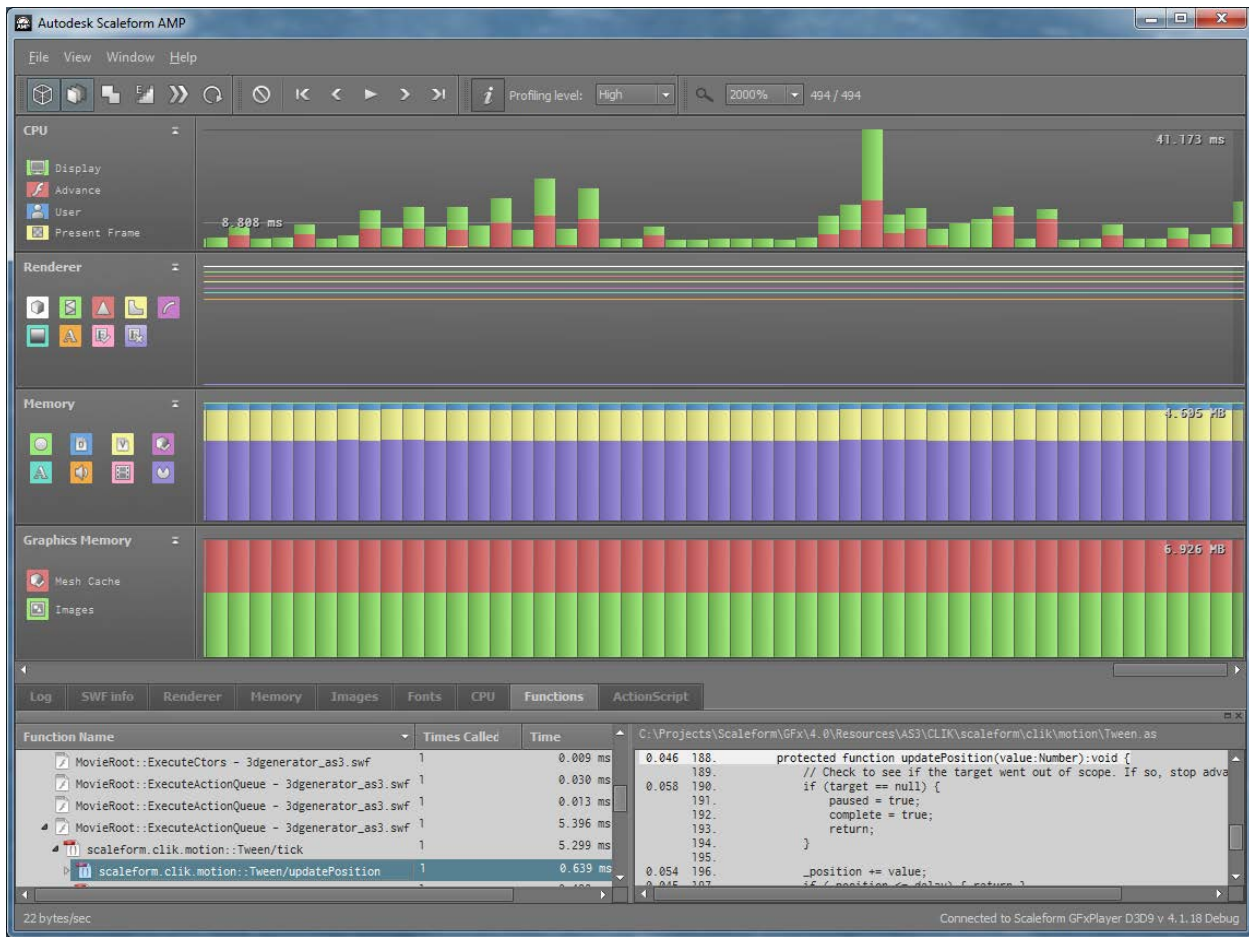 Autodesk Scaleform AMP
File View Window Help
i Profiling level: High 2000% 494 / 494
CPU
41.173 ms
Display
Advance
User
Present Frame
8.808 ms
Renderer
Memory
4.695 MB
Graphics Memory
6.926 MB
Mesh Cache
Images
Log SWF info Renderer Memory Images Fonts CPU Functions ActionScript
Function Name Times Called Time
MovieRoot::ExecuteCtors - 3dgenerator_as3.swf 1 0.009 ms
MovieRoot::ExecuteActionQueue - 3dgenerator_as3.swf 1 0.030 ms
MovieRoot::ExecuteActionQueue - 3dgenerator_as3.swf 1 0.013 ms
MovieRoot::ExecuteActionQueue - 3dgenerator_as3.swf 1 5.396 ms
scaleform.clik.motion::Tween/tick 1 5.299 ms
scaleform.clik.motion::Tween/updatePosition 1 0.639 ms
C:\Projects\Scaleform\GFx\4.0\Resources\AS3\CLIK\scaleform\clik\motion\Tween.as
0.046 188. protected function updatePosition(value:Number):void {
189. // Check to see if the target went out of scope. If so, stop adva
0.058 190. if (target == null) {
191. paused = true;
192. complete = true;
193. return;
194. }
195.
0.054 196. _position += value;
22 bytes/sec
Connected to Scaleform GFxPlayer D3D9 v 4.1.18 Debug